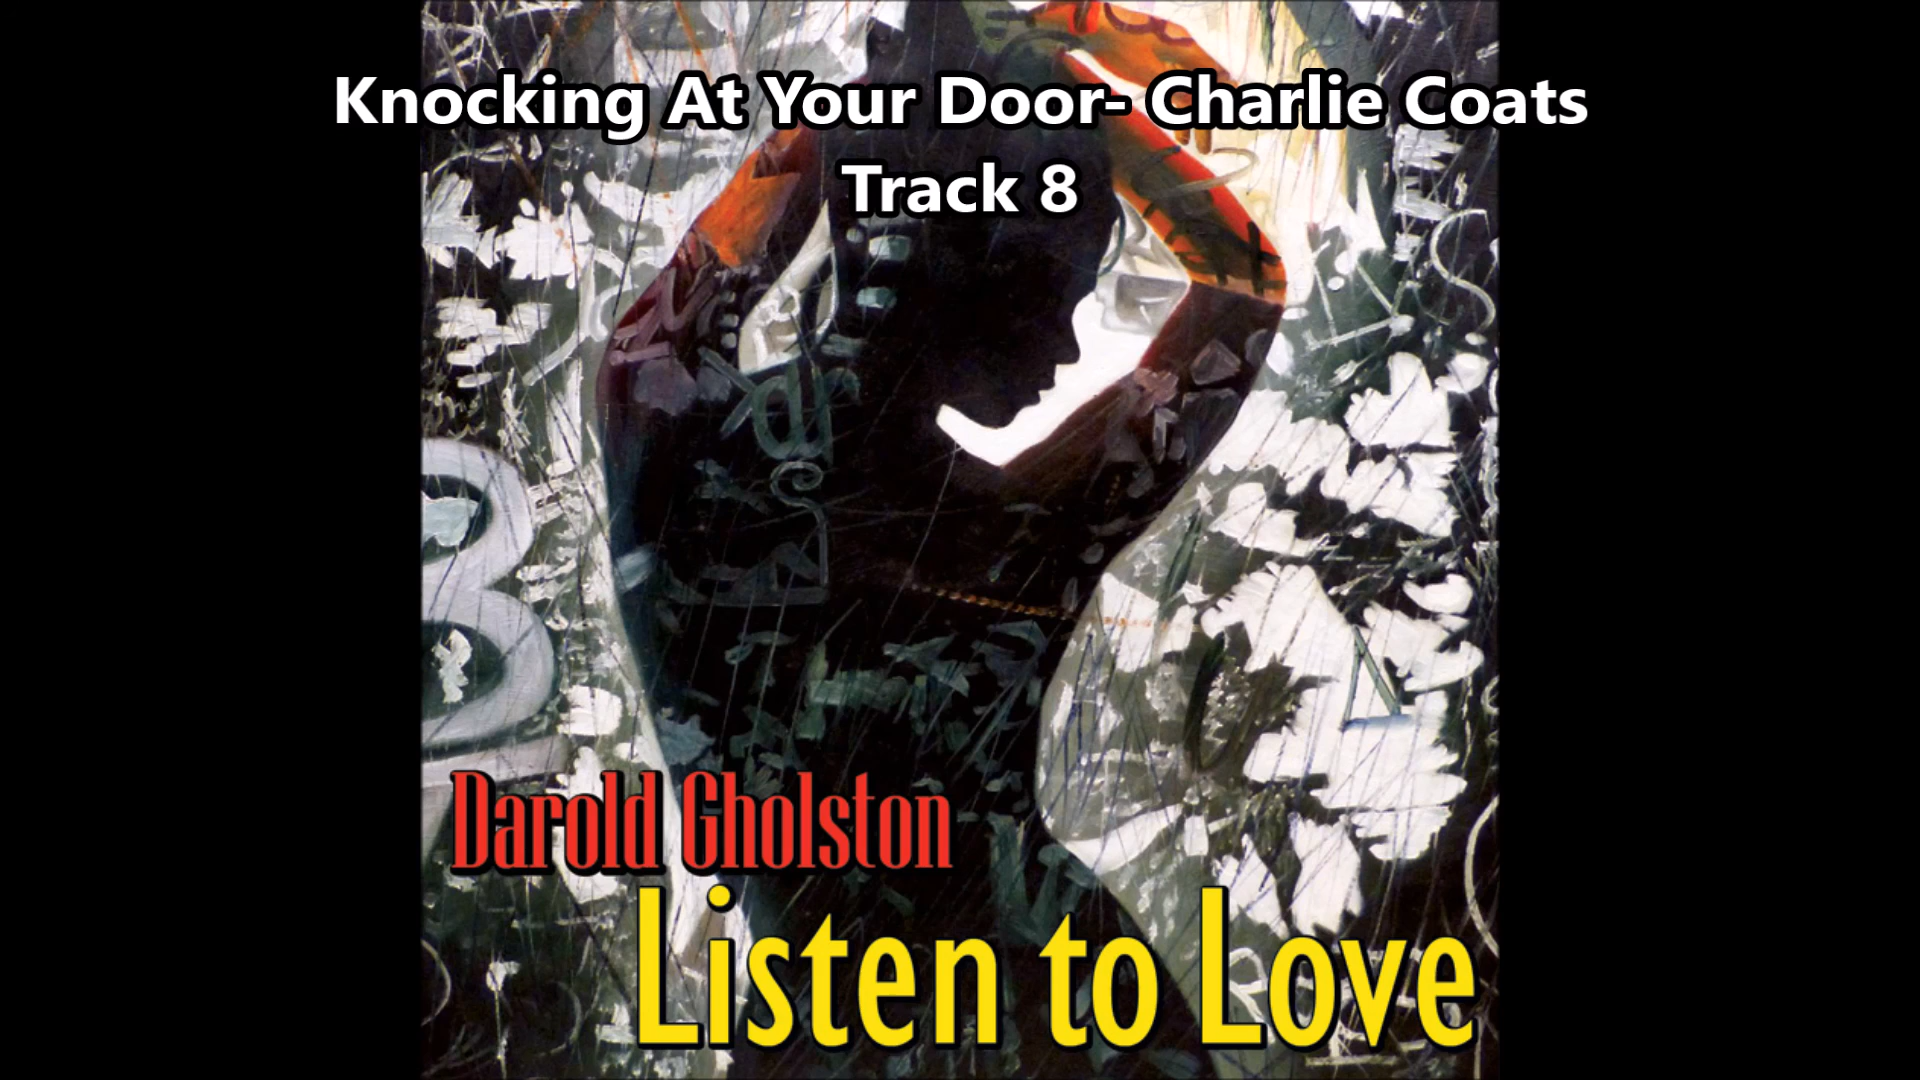 Knocking At Your Door- Charlie Coats
Track 8
Darold Gholston
Listen to Love